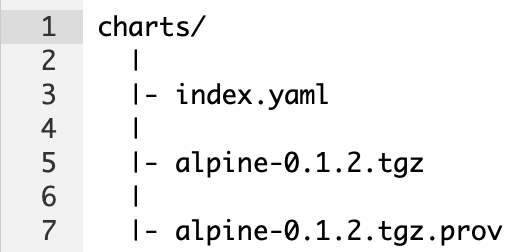 1 charts/
2   |
3   |- index.yaml
4   |
5   |- alpine-0.1.2.tgz
6   |
7   |- alpine-0.1.2.tgz.prov